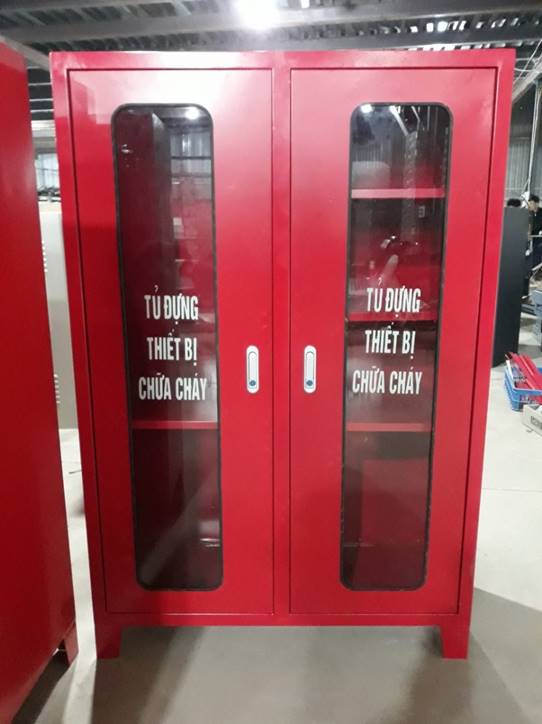 TỦ ĐỰNG
THIẾT BỊ
CHỮA CHÁY
TỦ ĐỰNG
THIẾT BỊ
CHỮA CHÁY